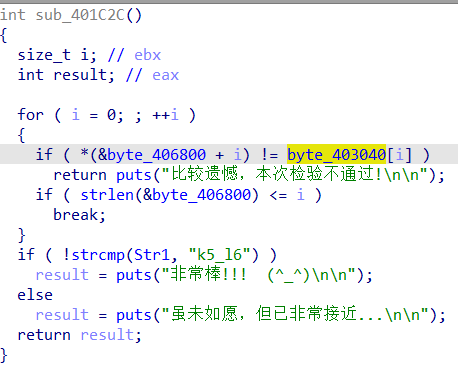 int sub_401C2C()
{
  size_t i; // ebx
  int result; // eax

  for ( i = 0; ; ++i )
  {
    if ( *(&byte_406800 + i) != byte_403040[i] )
      return puts("比较遗憾，本次检验不通过!\n\n");
    if ( strlen(&byte_406800) <= i )
      break;
  }
  if ( !strcmp(Str1, "k5_l6") )
    result = puts("非常棒!!!  (^_^)\n\n");
  else
    result = puts("虽未如愿，但已非常接近...\n\n");
  return result;
}